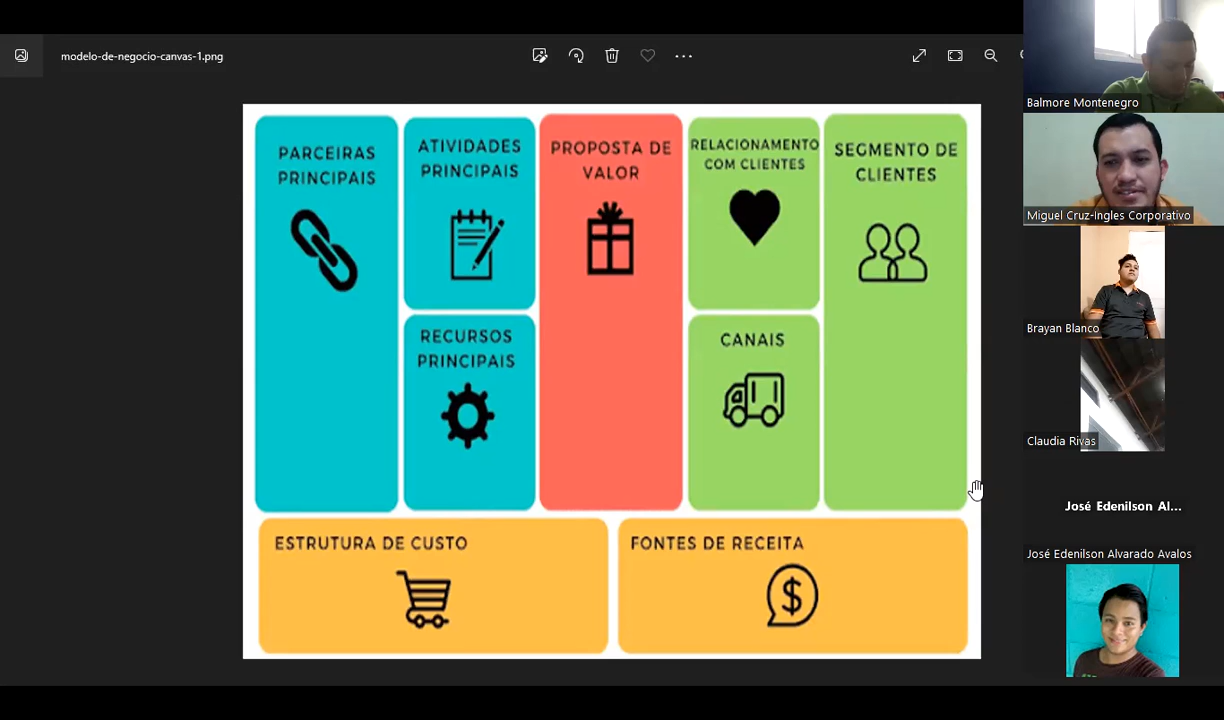 modelo-de-negocio-canvas-1.png
PARCEIRAS
PRINCIPAIS
ATIVIDADES
PRINCIPAIS
RECURSOS
PRINCIPAIS
PROPOSTA DE
VALOR
RELACIONAMENTO
COM CLIENTES
CANAIS
SEGMENTO DE
CLIENTES
ESTRUTURA DE CUSTO
FONTES DE RECEITA
$
Balmore Montenegro
Miguel Cruz-Ingles Corporativo
Brayan Blanco
Claudia Rivas
José Edenilson Al...
José Edenilson Alvarado Avalos